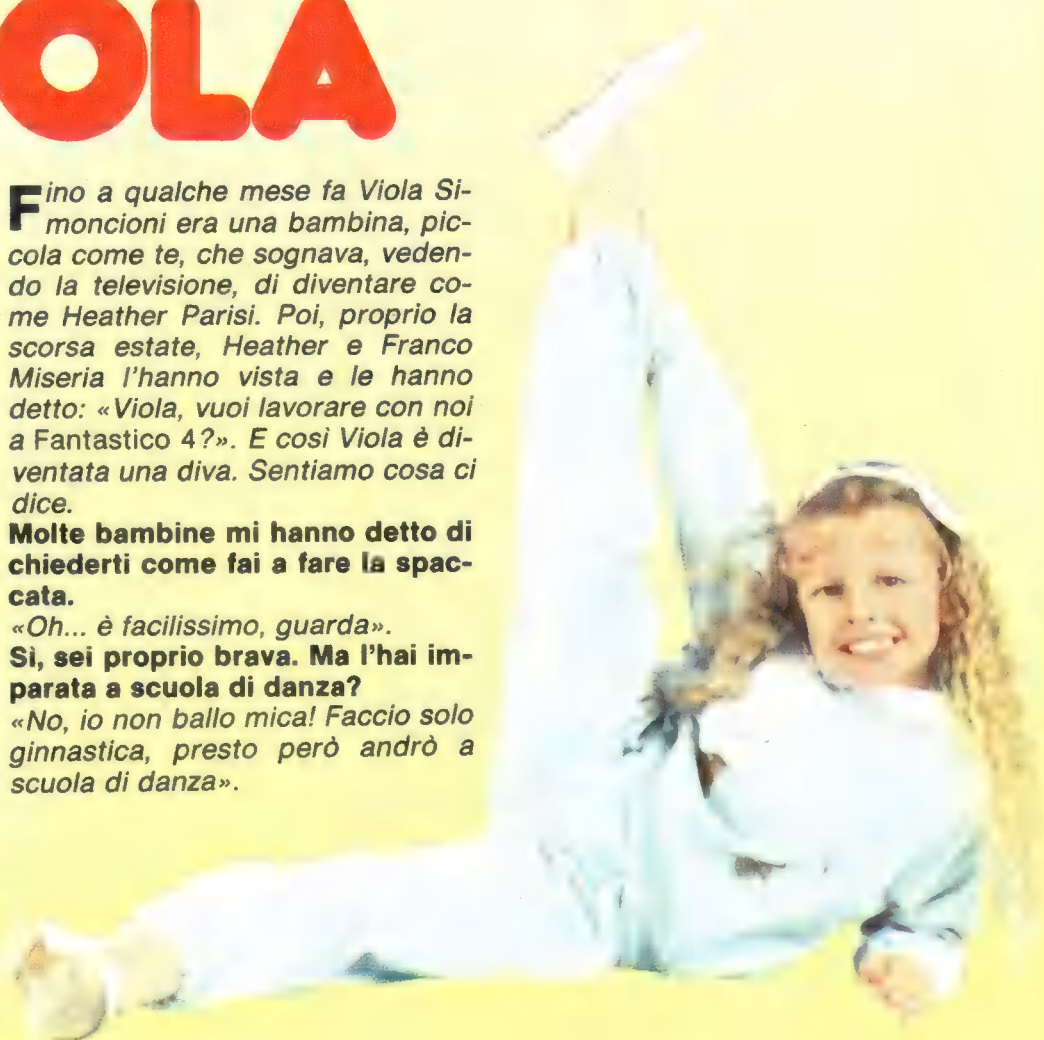 OLA
Fino a qualche mese fa Viola Si-
moncioni era una bambina, pic-
cola come te, che sognava, veden-
do la televisione, di diventare co-
me Heather Parisi. Poi, proprio la
scorsa estate, Heather e Franco
Miseria l'hanno vista e le hanno
detto: «Viola, vuoi lavorare con noi
a Fantastico 4?». E così Viola è di-
ventata una diva. Sentiamo cosa ci
dice.
Molte bambine mi hanno detto di
chiederti come fai a fare la spac-
cata.
«Oh... è facilissimo, guarda».
Sì, sei proprio brava. Ma l'hai im-
parata a scuola di danza?
«No, io non ballo mica! Faccio solo
ginnastica, presto però andrò a
scuola di danza».